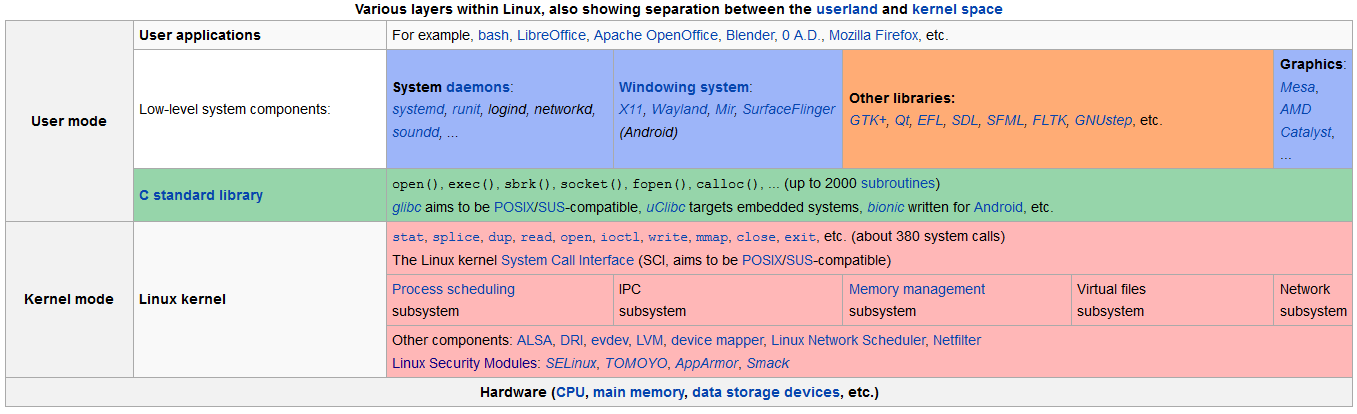 Various layers within Linux, also showing separation between the userland and kernel space
User mode
User applications
For example, bash, LibreOffice, Apache OpenOffice, Blender, 0 A.D., Mozilla Firefox, etc.
Low-level system components:
System daemons:
systemd, runit, logind, networkd,
soundd, ...
Windowing system:
X11, Wayland, Mir, SurfaceFlinger
(Android)
Other libraries:
GTK+, Qt, EFL, SDL, SFML, FLTK, GNUstep, etc.
Graphics:
Mesa,
AMD
Catalyst,
...
C standard library
open(), exec(), sbrk(), socket(), fopen(), calloc(), ... (up to 2000 subroutines)
glibc aims to be POSIX/SUS-compatible, uClibc targets embedded systems, bionic written for Android, etc.
Kernel mode
Linux kernel
stat, splice, dup, read, open, ioctl, write, mmap, close, exit, etc. (about 380 system calls)
The Linux kernel System Call Interface (SCI, aims to be POSIX/SUS-compatible)
Process scheduling
subsystem
IPC
subsystem
Memory management
subsystem
Virtual files
subsystem
Network
subsystem
Other components: ALSA, DRI, evdev, LVM, device mapper, Linux Network Scheduler, Netfilter
Linux Security Modules: SELinux, TOMOYO, AppArmor, Smack
Hardware (CPU, main memory, data storage devices, etc.)